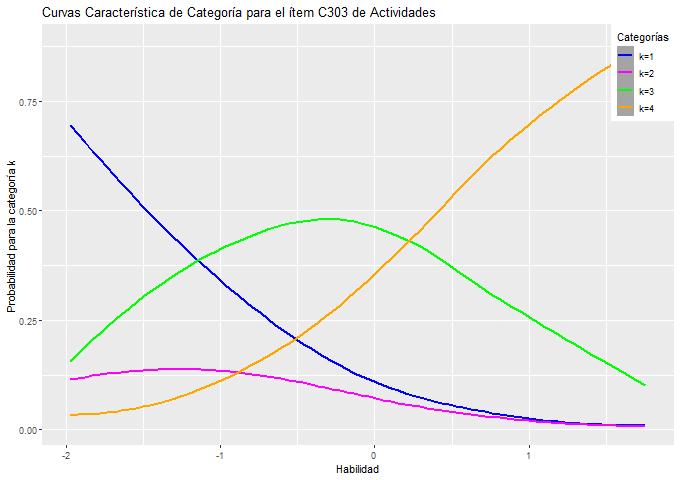 Curvas Característica de Categoría para el ítem C303 de Actividades
Categorías
k=1
k=2
k=3
k=4
Probabilidad para la categoría k
0.75
0.50
0.25
0.00
-2
-1
0
1
Habilidad